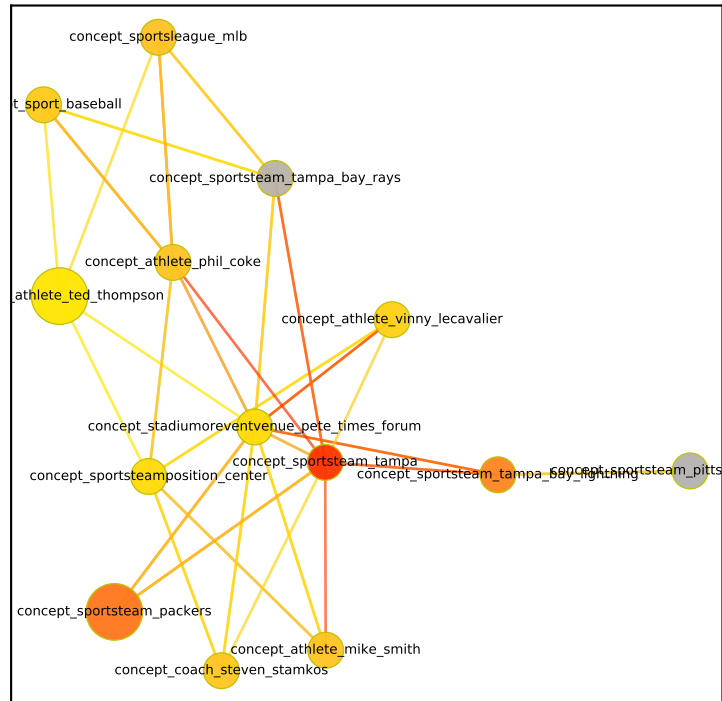 concept_sportsleague_mlb
t_sport_baseball
concept_sportsteam_tampa_bay_rays
concept_athlete_phil_coke
_athlete_ted_thompson
concept_athlete_vinny_lecavalier
concept_stadiumoreventvenue_pete_times_forum
concept_sportsteam_tampa
concept_sportsteamposition_center
concept_sportsteam_tampa_bay_lightning
concept_sportsteam_pitts
concept_sportsteam_packers
concept_athlete_mike_smith
concept_coach_steven_stamkos